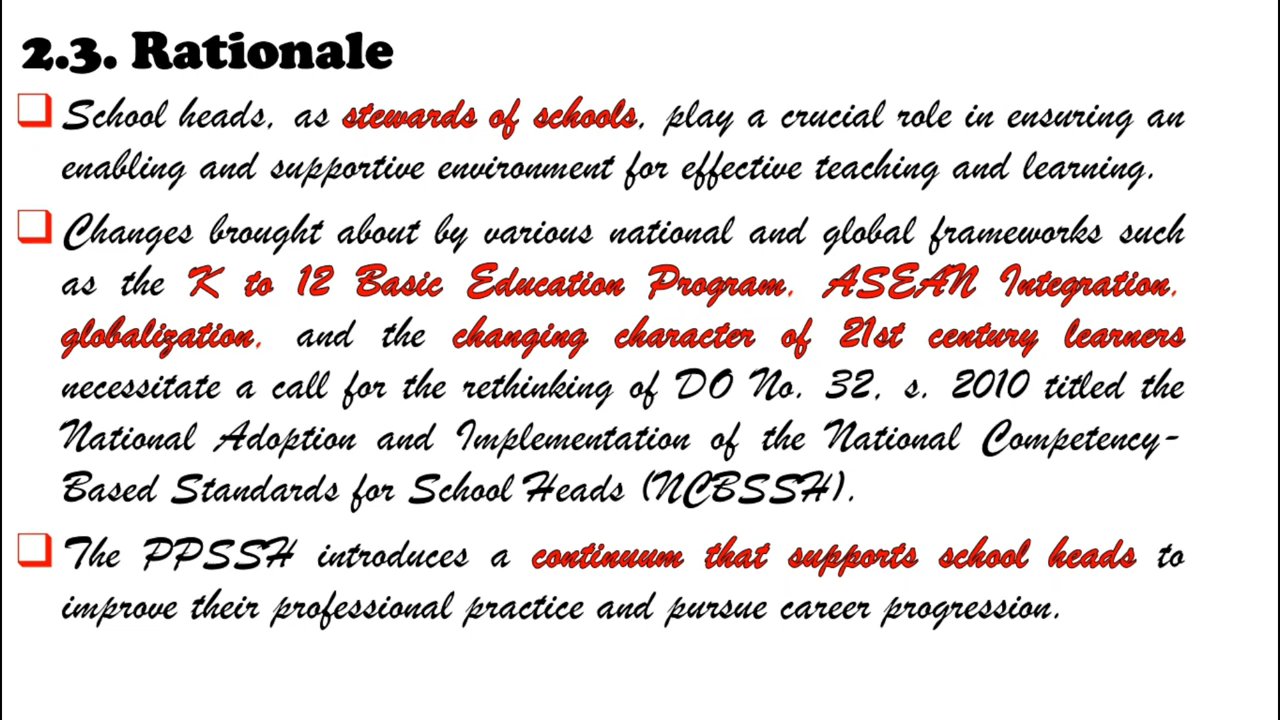 2.3. Rationale
School heads, as stewards of schools, play a crucial role in ensuring an
enabling and supportive environment for effective teaching and learning.
Changes brought about by various national and global frameworks such
as the K to 12 Basic Education Program, ASEAN Integration,
globalization, and the changing character of 21st century learners
necessitate a call for the rethinking of DO No. 32, s. 2010 titled the
National Adoption and Implementation of the National Competency-
Based Standards for School Heads (NCBSSH).
The PPSSH introduces a continuum that supports school heads to
improve their professional practice and pursue career progression.